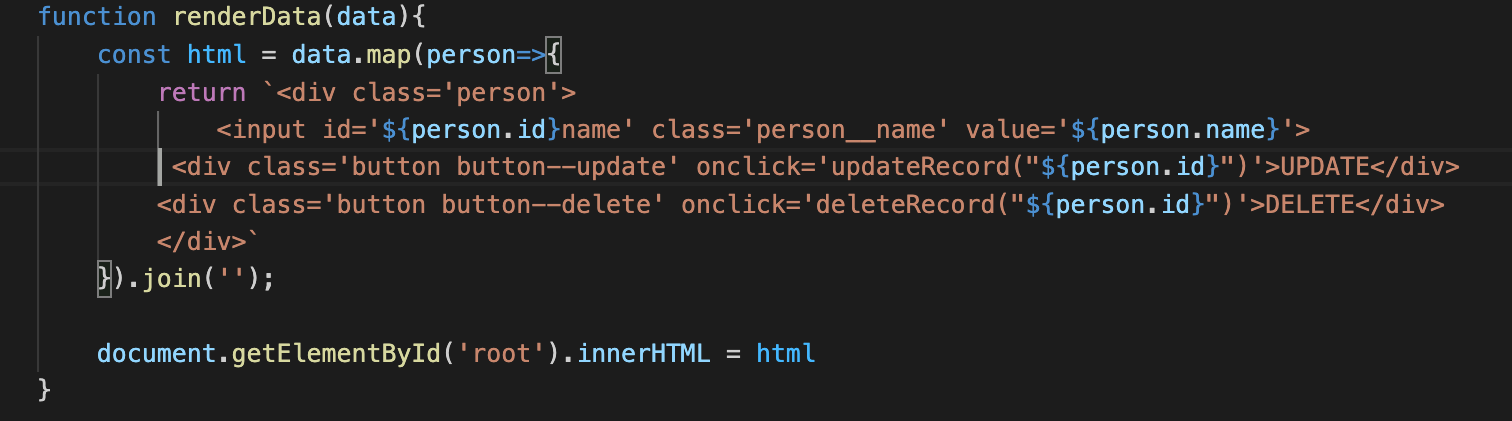 function renderData(data){
    const html = data.map(person=>{
        return `<div class='person'>
            <input id='${person.id}name' class='person__name' value='${person.name}'>
         <div class='button button--update' onclick='updateRecord("${person.id}")'>UPDATE</div>
        <div class='button button--delete' onclick='deleteRecord("${person.id}")'>DELETE</div>
        </div>`
    }).join('');

    document.getElementById('root').innerHTML = html
}